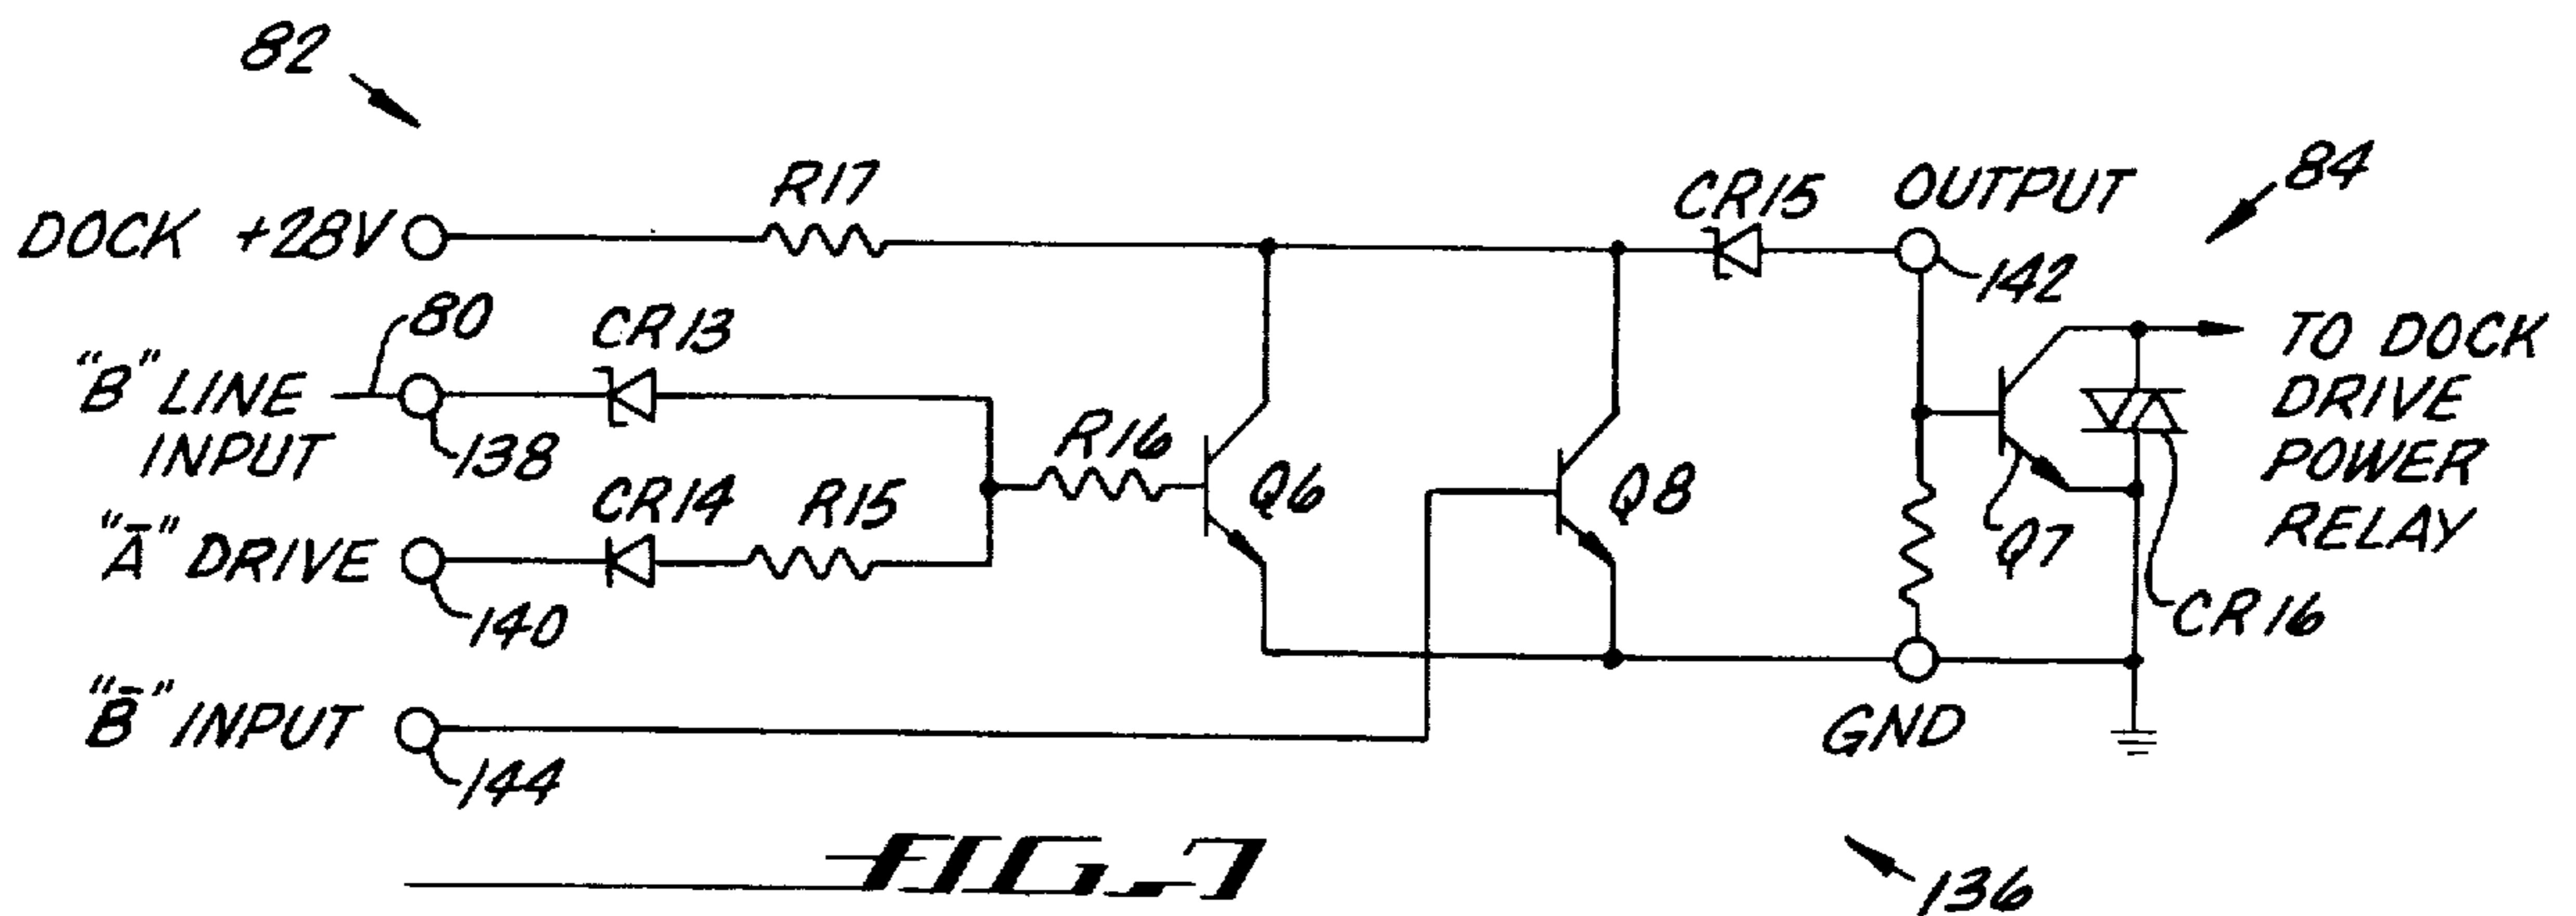 82
R17
CR15
OUTPUT
84
DOCK +28V
142
80
CR13
"B" LINE
INPUT
138
R16
TO DOCK
DRIVE
POWER
RELAY
CR14
R15
Q6
Q8
Q7
"Ā" DRIVE
140
CR16
"B̄" INPUT
144
GND
FIG. 7
136